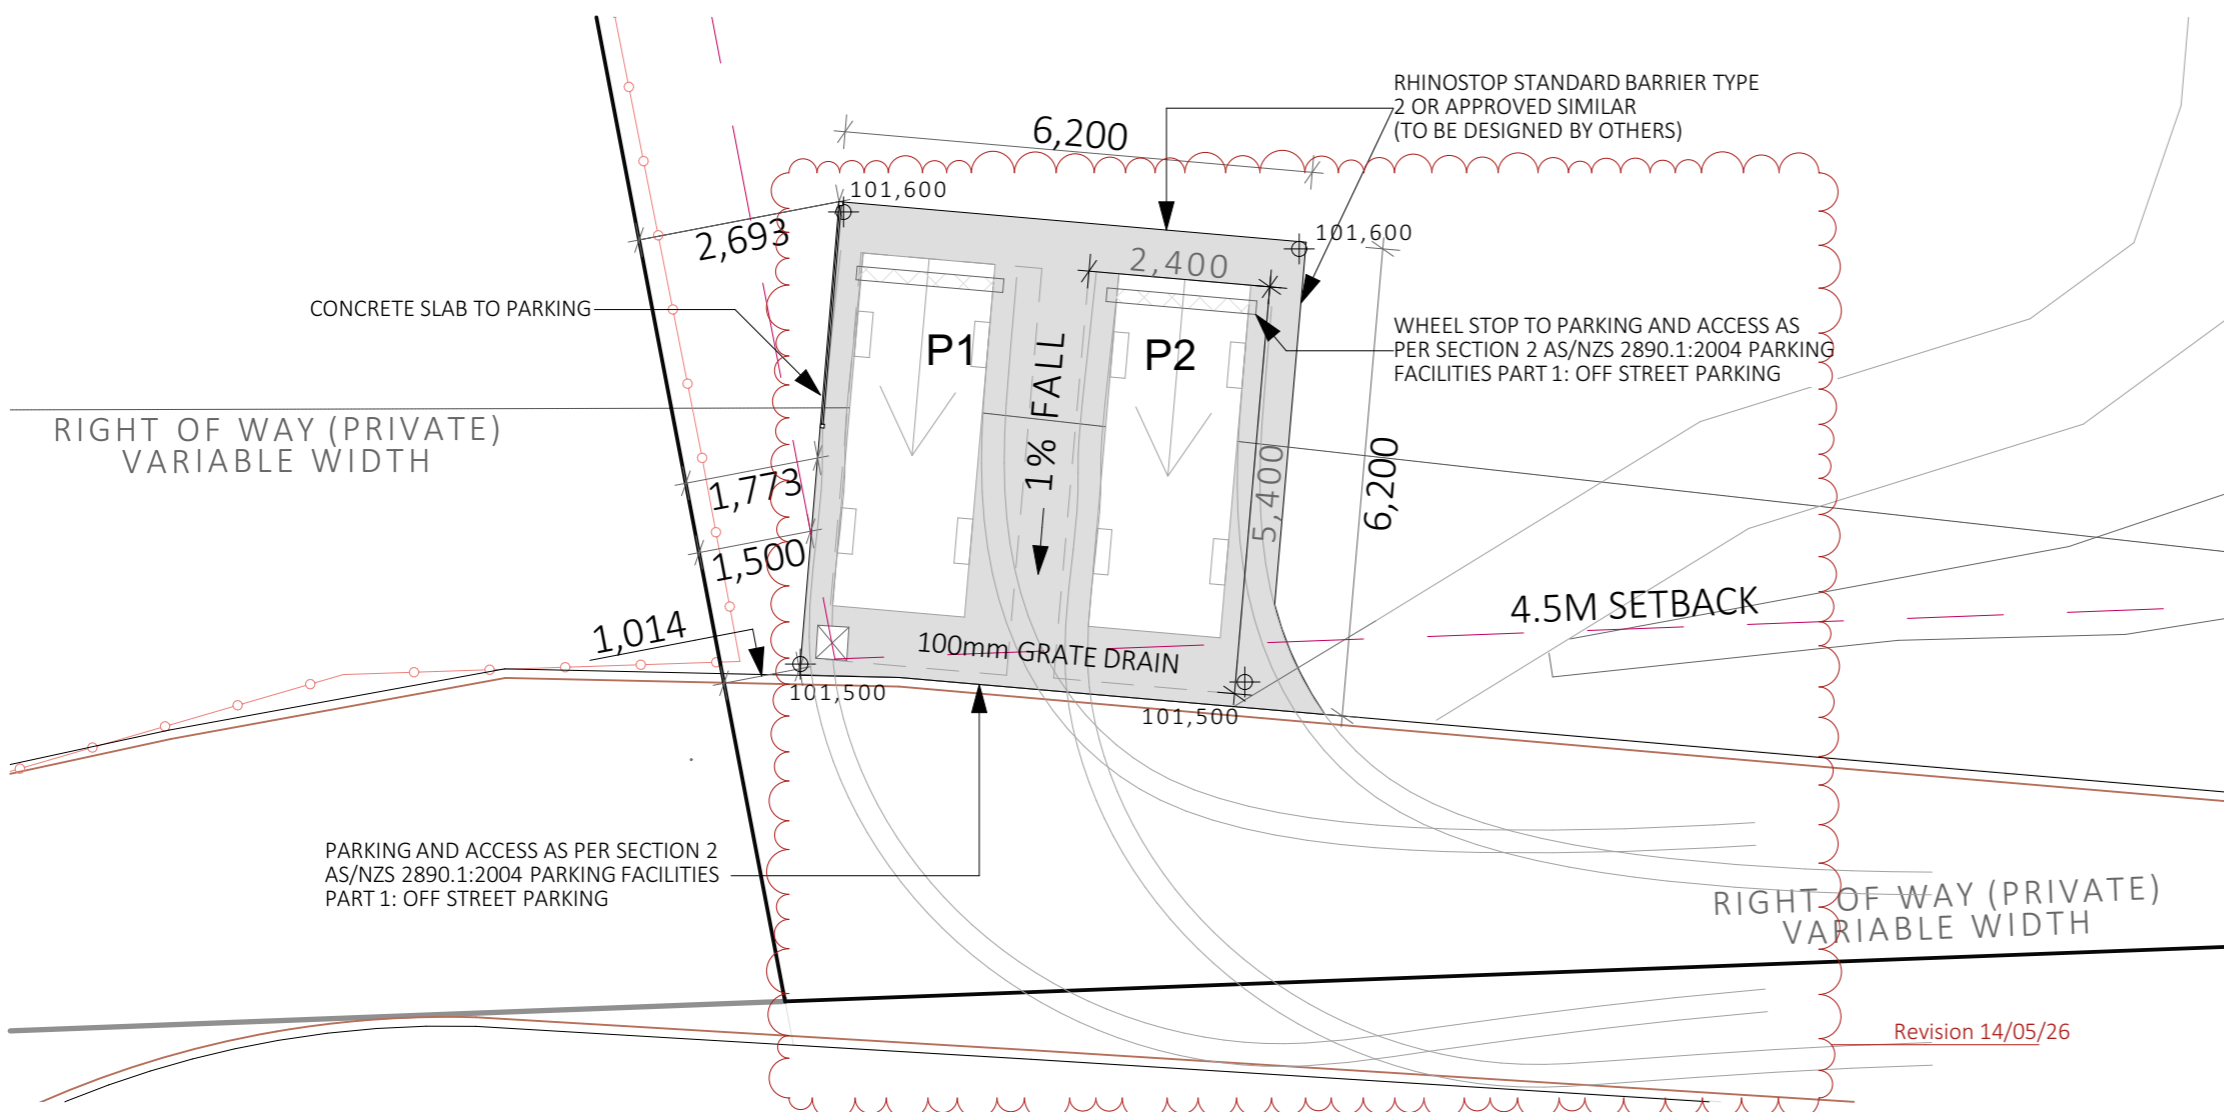 RHINOSTOP STANDARD BARRIER TYPE
2 OR APPROVED SIMILAR
(TO BE DESIGNED BY OTHERS)
6,200
101,600
2,693
101,600
2,400
CONCRETE SLAB TO PARKING
WHEEL STOP TO PARKING AND ACCESS AS
PER SECTION 2 AS/NZS 2890.1:2004 PARKING
FACILITIES PART 1: OFF STREET PARKING
P1
P2
1% FALL
RIGHT OF WAY (PRIVATE)
VARIABLE WIDTH
1,773
5,400
6,200
1,500
4.5M SETBACK
1,014
100mm GRATE DRAIN
101,500
101,500
PARKING AND ACCESS AS PER SECTION 2
AS/NZS 2890.1:2004 PARKING FACILITIES
PART 1: OFF STREET PARKING
RIGHT OF WAY (PRIVATE)
VARIABLE WIDTH
Revision 14/05/26